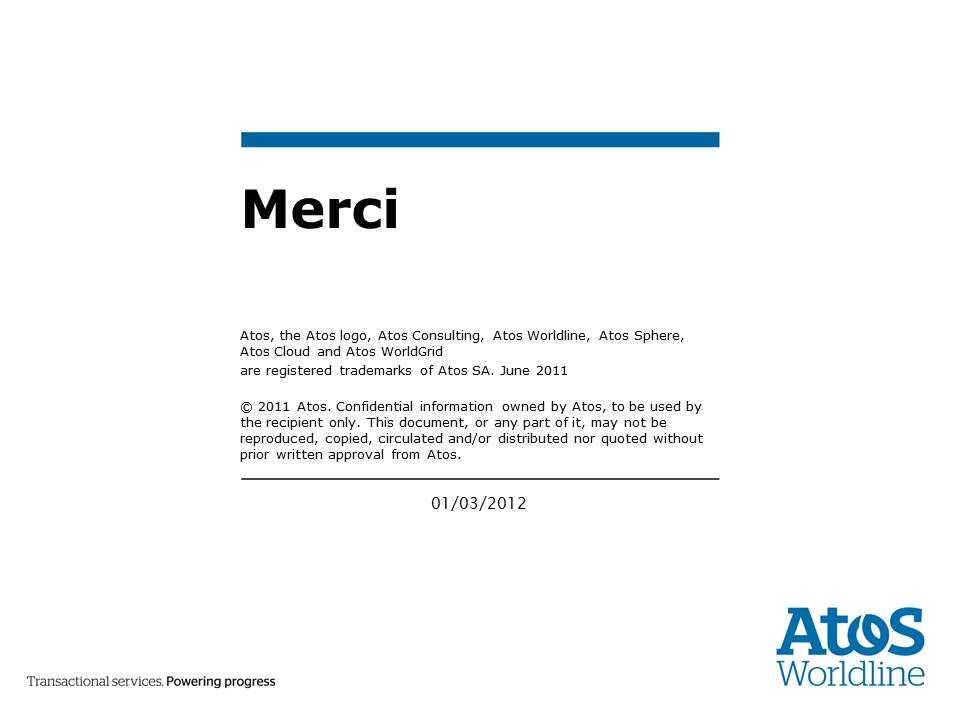 Merci
Atos, the Atos logo, Atos Consulting, Atos Worldline, Atos Sphere,
Atos Cloud and Atos WorldGrid
are registered trademarks of Atos SA. June 2011
© 2011 Atos. Confidential information owned by Atos, to be used by
the recipient only. This document, or any part of it, may not be
reproduced, copied, circulated and/or distributed nor quoted without
prior written approval from Atos.
01/03/2012
Atos
Worldline
Transactional services. Powering progress